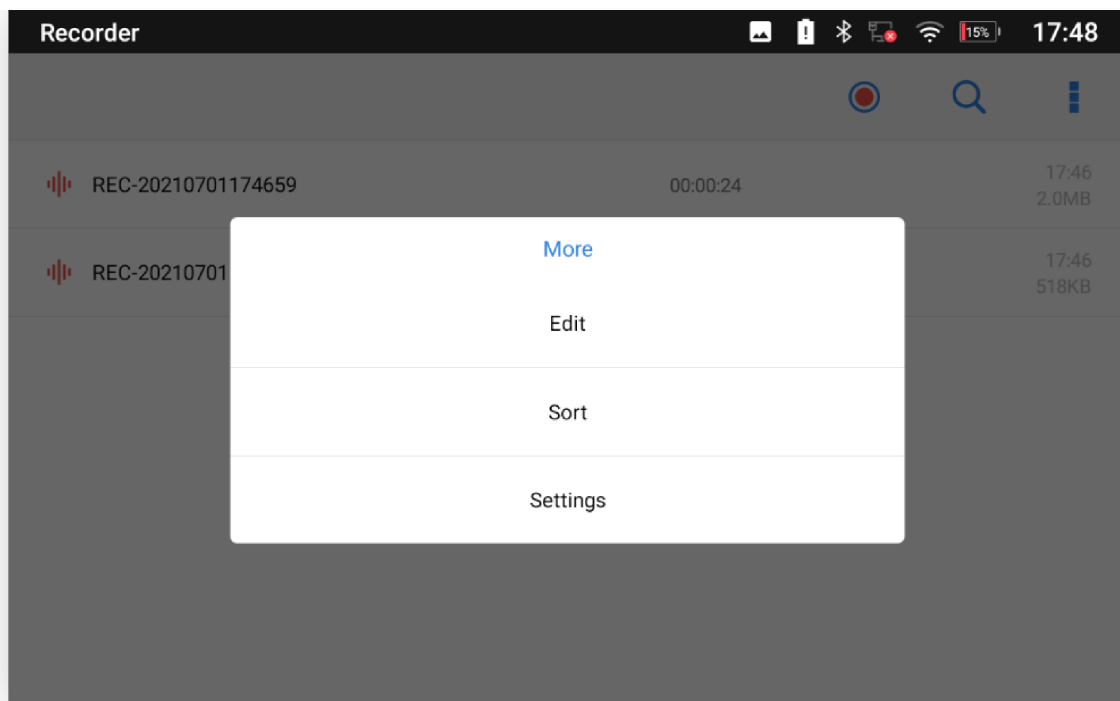 Recorder 15% 17:48
REC-20210701174659 00:00:24 17:46
2.0MB
More
REC-20210701 17:46
518KB
Edit
Sort
Settings